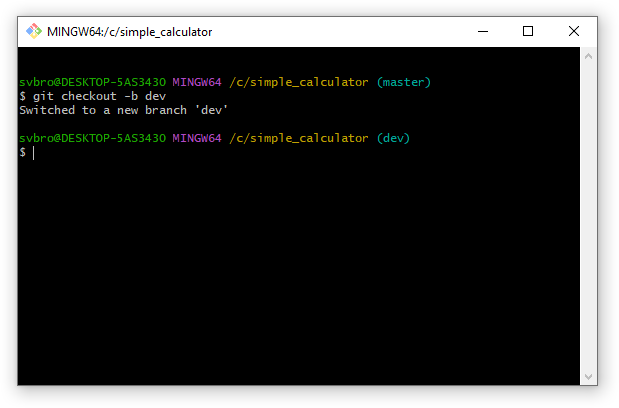 MINGW64:/c/simple_calculator
svbro@DESKTOP-5AS3430 MINGW64 /c/simple_calculator (master)
$ git checkout -b dev
Switched to a new branch 'dev'
svbro@DESKTOP-5AS3430 MINGW64 /c/simple_calculator (dev)
$